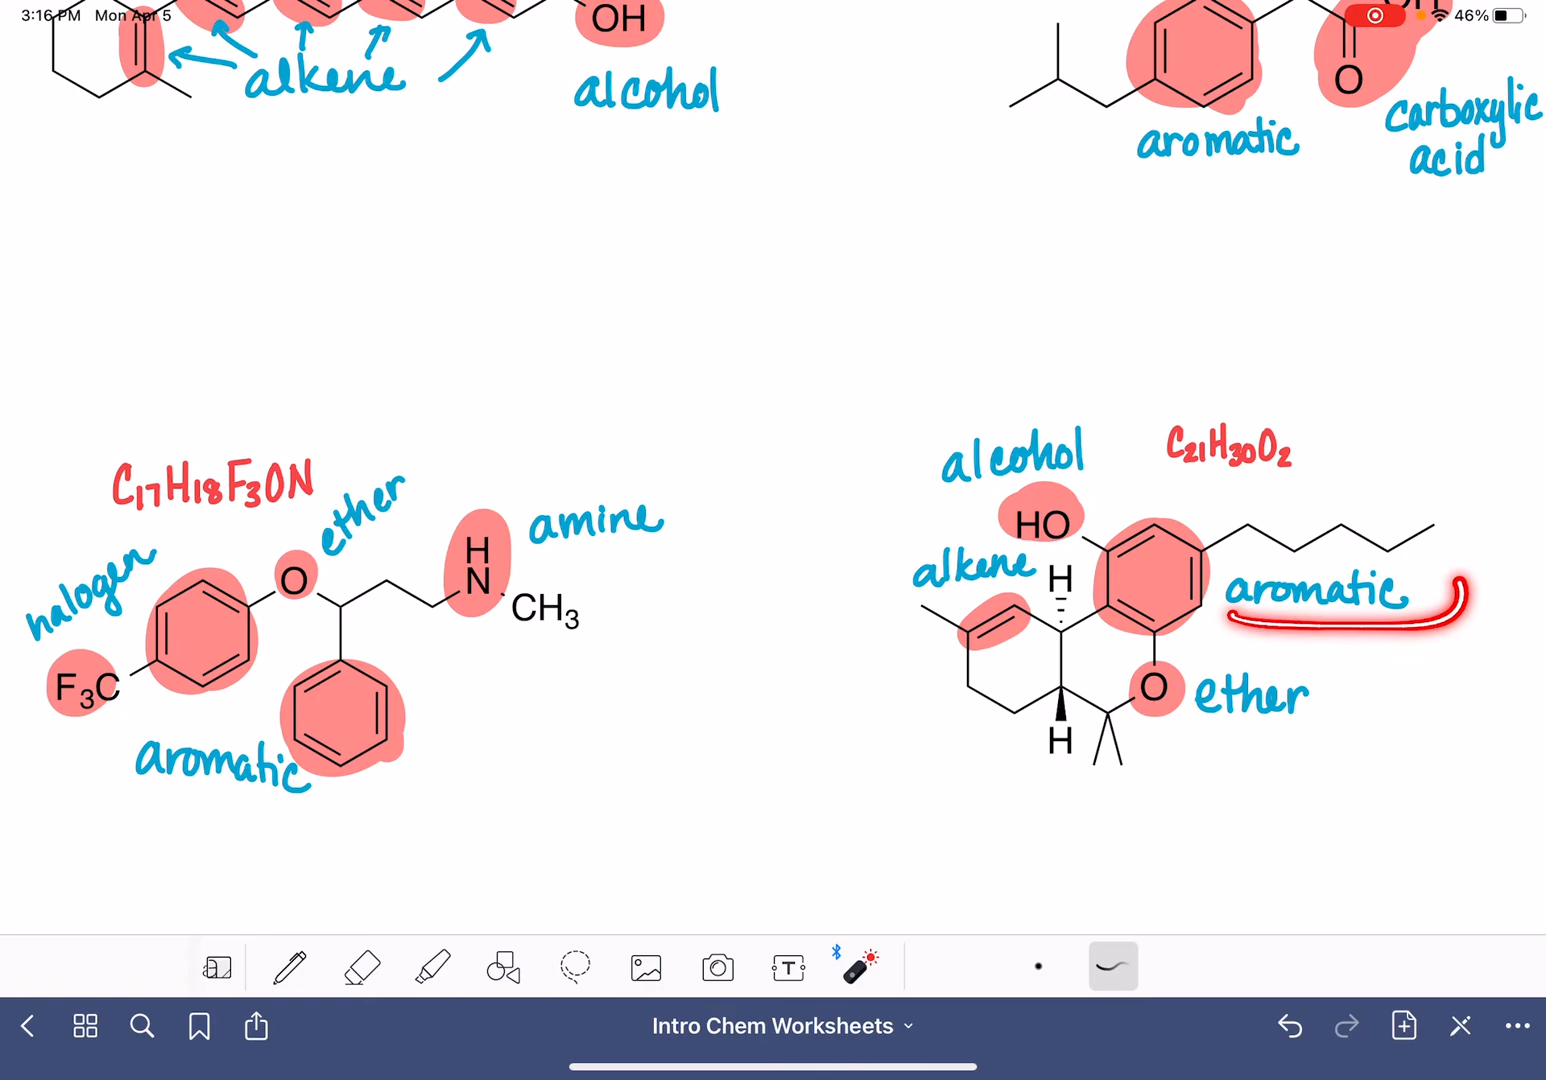 3:16 PM Mon Apr 5
46%
OH
alkene
alcohol
O
aromatic
carboxylic
acid
C17H18F3ON
ether
halogen
amine
O
H
N
CH3
F3C
aromatic
alcohol
C21H30O2
HO
alkene
H
aromatic
O
ether
H
T
Intro Chem Worksheets